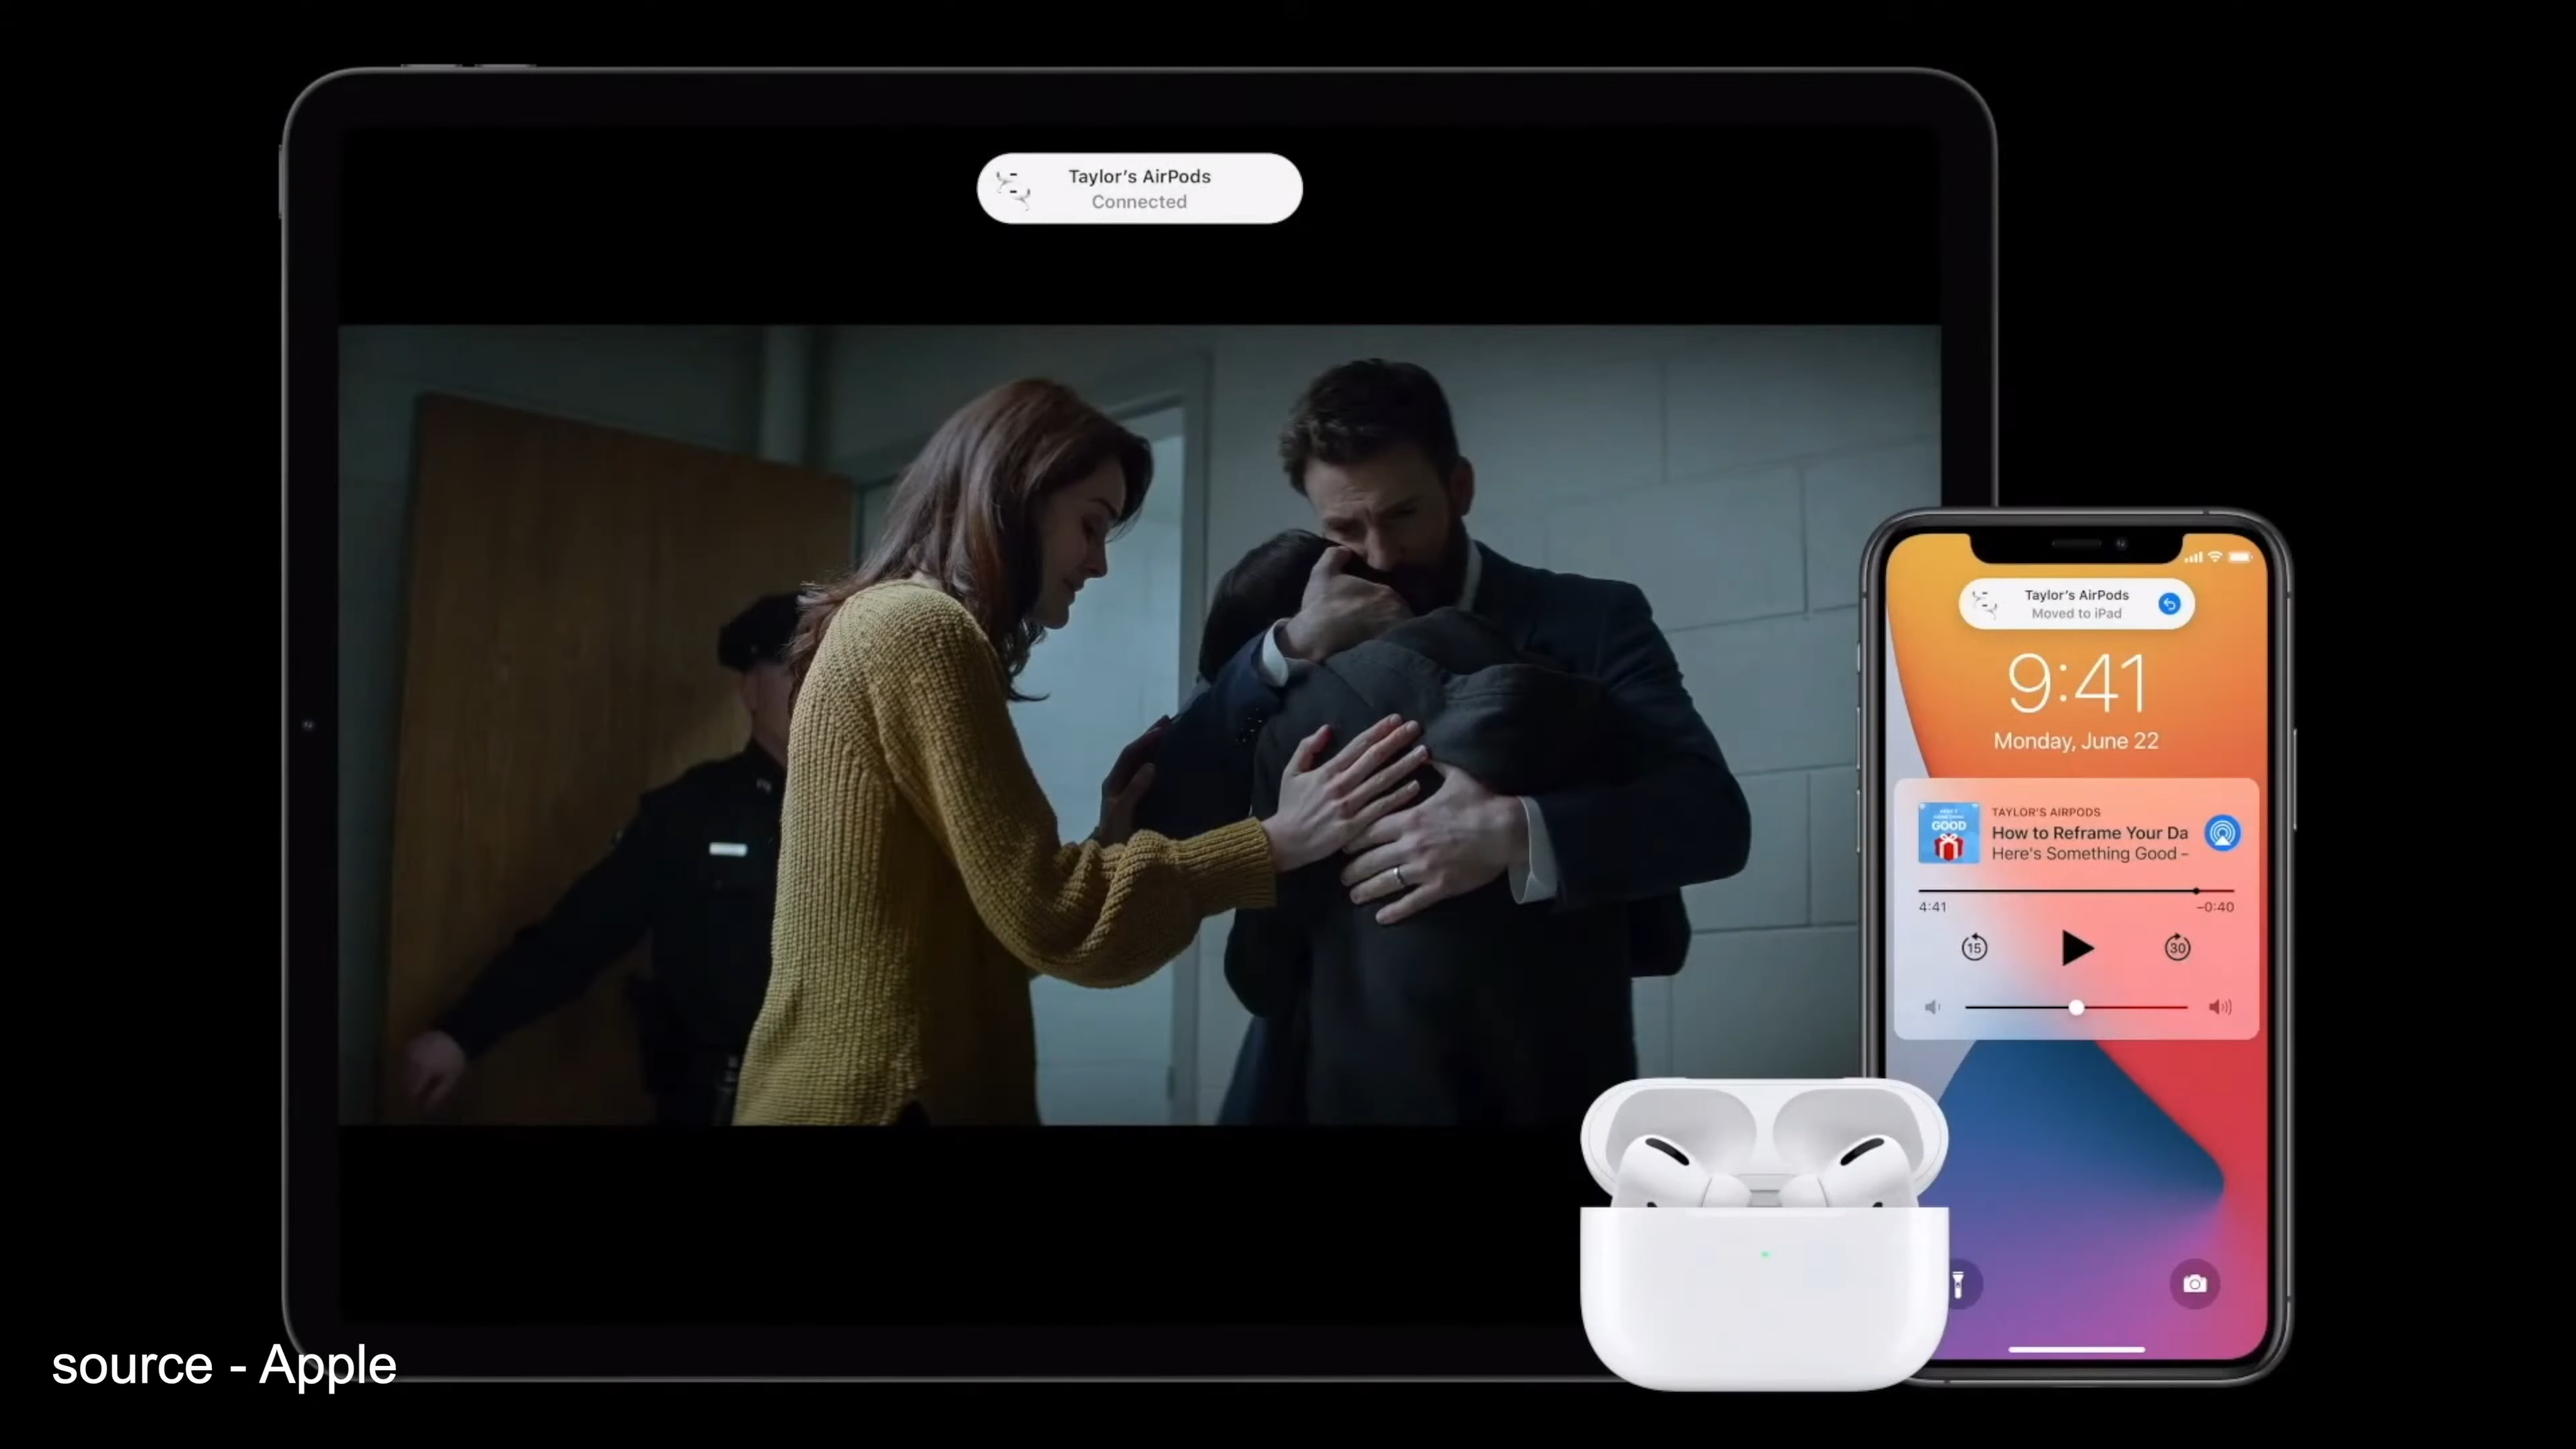 Taylor's AirPods
Connected
Taylor's AirPods
Moved to iPad
9:41
Monday, June 22
GOOD
TAYLOR'S AIRPODS
How to Reframe Your Da
Here's Something Good –
4:41
–0:40
15
30
source - Apple